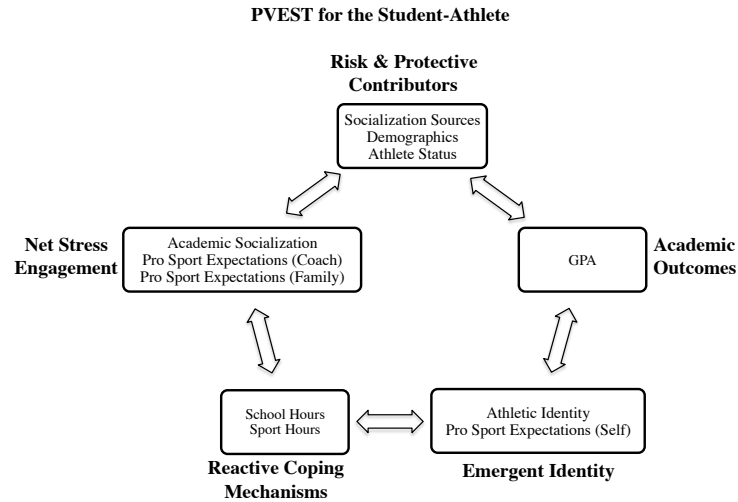 PVEST for the Student-Athlete
Risk & Protective
Contributors
Socialization Sources
Demographics
Athlete Status
Net Stress
Engagement
Academic Socialization
Pro Sport Expectations (Coach)
Pro Sport Expectations (Family)
GPA
Academic
Outcomes
School Hours
Sport Hours
Reactive Coping
Mechanisms
Athletic Identity
Pro Sport Expectations (Self)
Emergent Identity